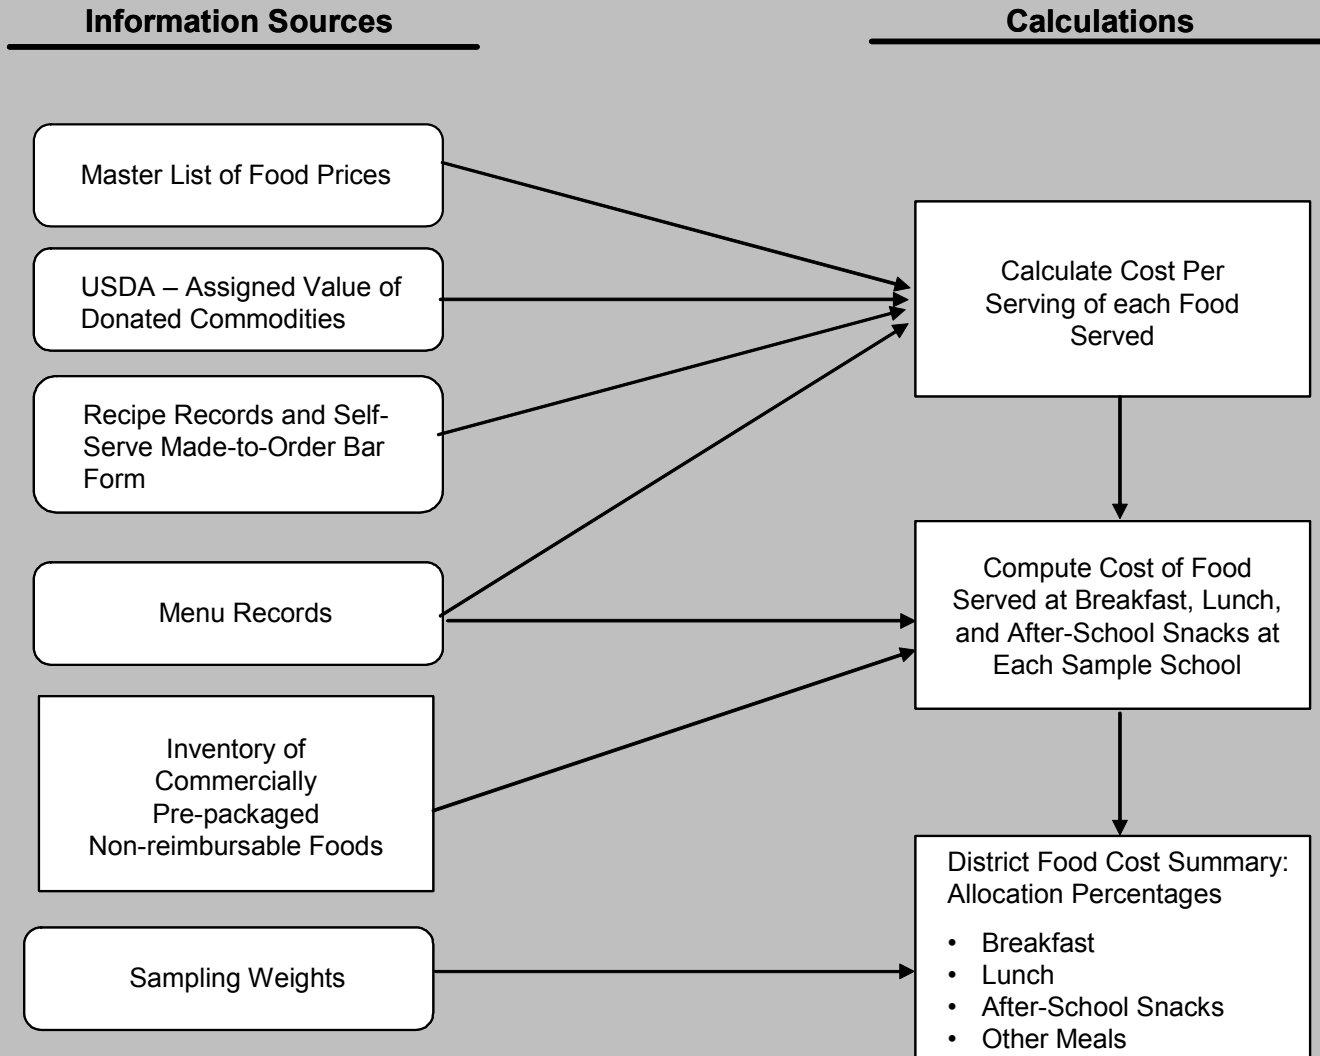 Information Sources
Calculations
Master List of Food Prices
USDA – Assigned Value of
Donated Commodities
Recipe Records and Self-
Serve Made-to-Order Bar
Form
Menu Records
Inventory of
Commercially
Pre-packaged
Non-reimbursable Foods
Sampling Weights
Calculate Cost Per
Serving of each Food
Served
Compute Cost of Food
Served at Breakfast, Lunch,
and After-School Snacks at
Each Sample School
District Food Cost Summary:
Allocation Percentages
• Breakfast
• Lunch
• After-School Snacks
• Other Meals